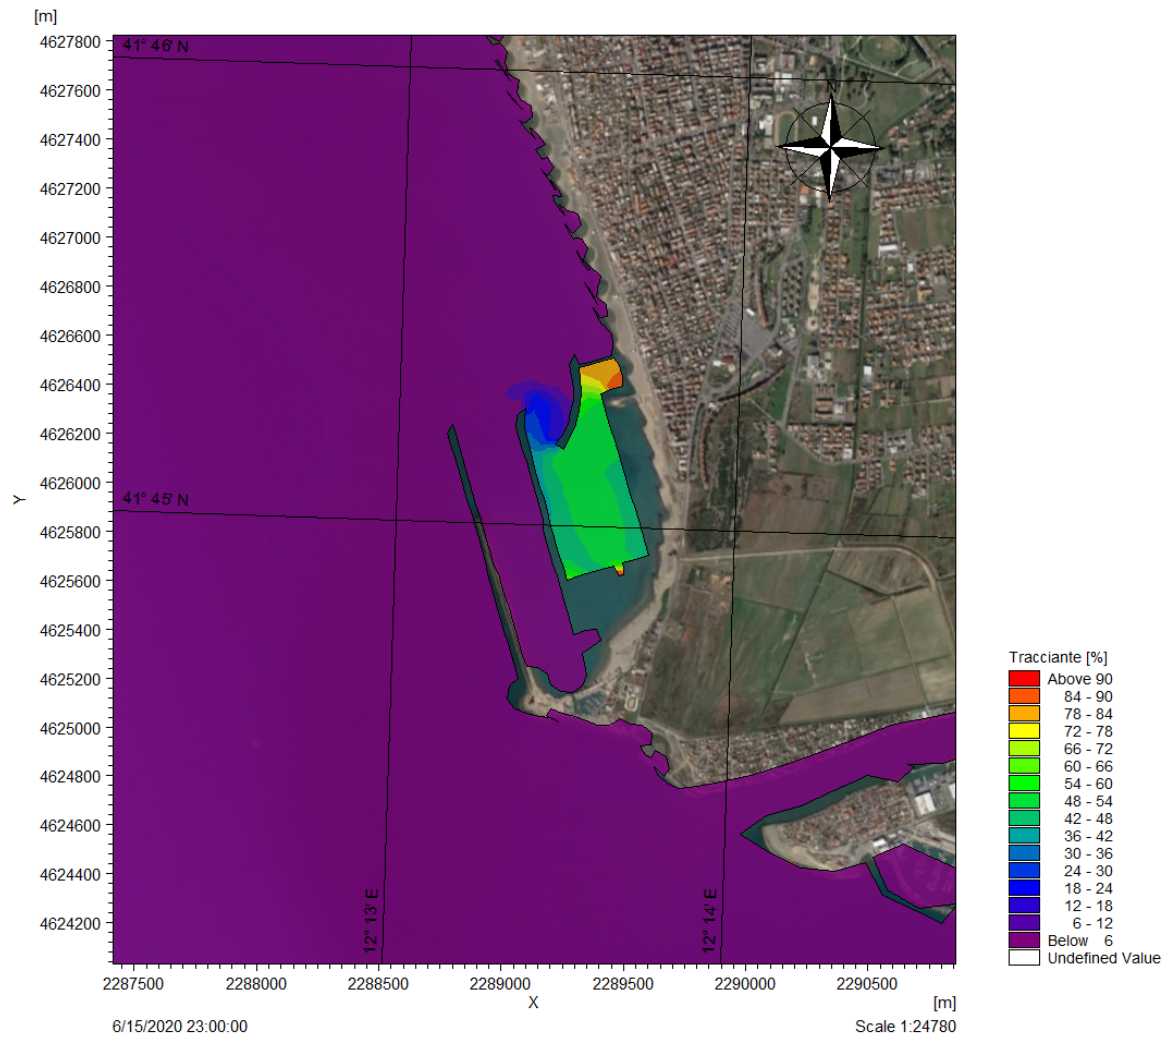 [m]
4627800
4627600
4627400
4627200
4627000
4626800
4626600
4626400
4626200
4626000
4625800
4625600
4625400
4625200
4625000
4624800
4624600
4624400
4624200
Y
41° 46' N
41° 45' N
12° 13' E
12° 14' E
N
2287500 2288000 2288500 2289000 2289500 2290000 2290500
X
[m]
6/15/2020 23:00:00
Scale 1:24780
Tracciante [%]
Above 90
84 - 90
78 - 84
72 - 78
66 - 72
60 - 66
54 - 60
48 - 54
42 - 48
36 - 42
30 - 36
24 - 30
18 - 24
12 - 18
6 - 12
Below 6
Undefined Value